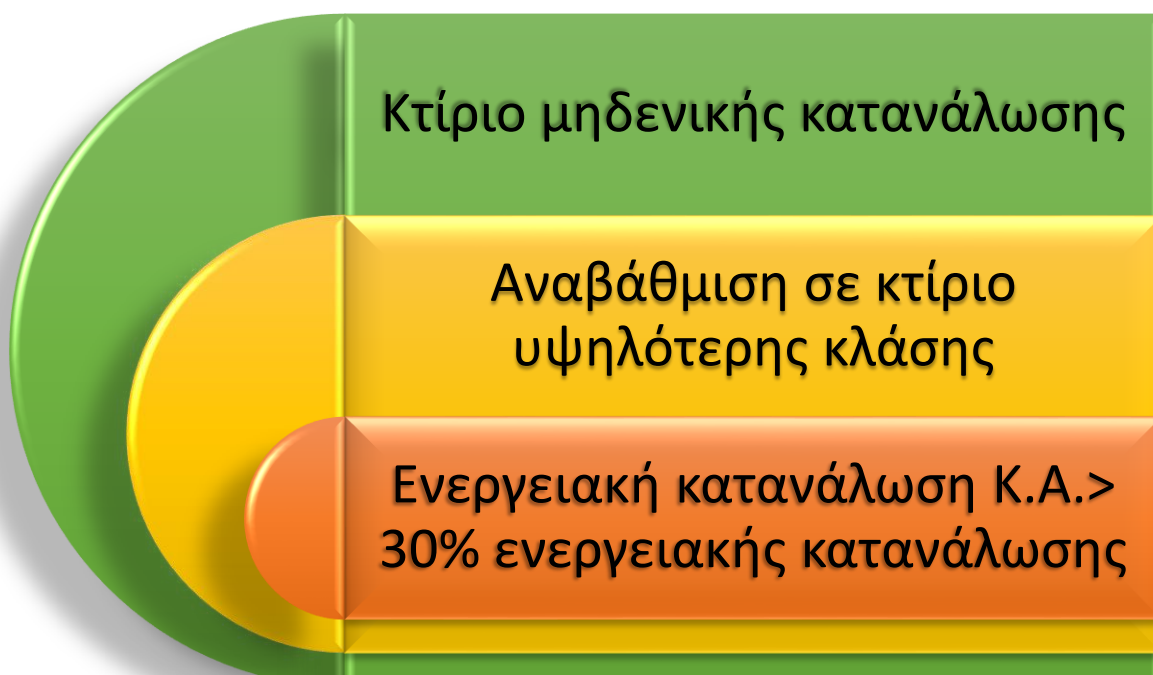 Κτίριο μηδενικής κατανάλωσης
Αναβάθμιση σε κτίριο
υψηλότερης κλάσης
Ενεργειακή κατανάλωση Κ.Α.>
30% ενεργειακής κατανάλωσης